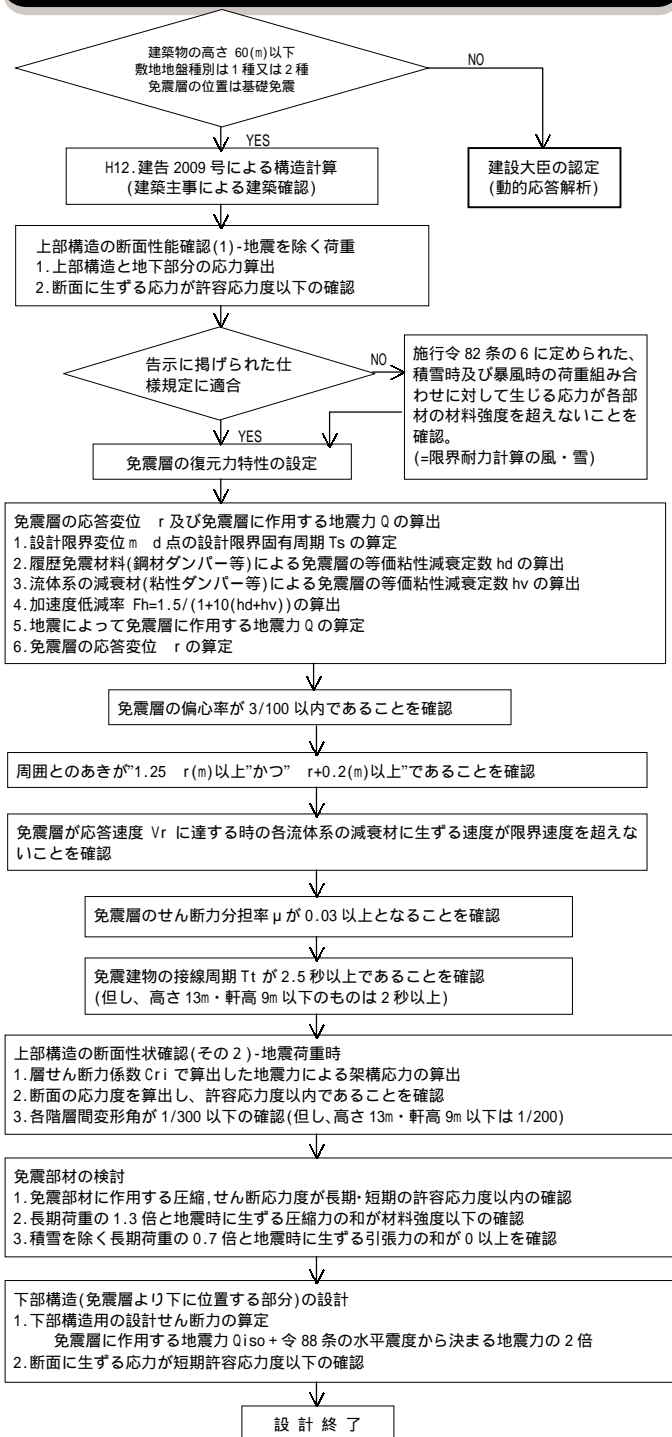 建築物の高さ 60(m)以下
敷地地盤種別は1種又は2種
免震層の位置は基礎免震
NO
YES
H12.建告 2009 号による構造計算
(建築主事による建築確認)
建設大臣の認定
(動的応答解析)
上部構造の断面性能確認(1)-地震を除く荷重
1.上部構造と地下部分の応力算出
2.断面に生ずる応力が許容応力度以下の確認
告示に掲げられた仕
様規定に適合
NO
YES
施行令 82 条の 6 に定められた、
積雪時及び暴風時の荷重組み合
わせに対して生じる応力が各部
材の材料強度を超えないことを
確認。
(=限界耐力計算の風・雪)
免震層の復元力特性の設定
免震層の応答変位 r 及び免震層に作用する地震力 Q の算出
1.設計限界変位 m d 点の設計限界固有周期 Ts の算定
2.履歴免震材料(鋼材ダンパー等)による免震層の等価粘性減衰定数 hd の算出
3.流体系の減衰材(粘性ダンパー等)による免震層の等価粘性減衰定数 hv の算出
4.加速度低減率 Fh=1.5/(1+10(hd+hv))の算出
5.地震によって免震層に作用する地震力 Q の算定
6.免震層の応答変位 r の算定
免震層の偏心率が 3/100 以内であることを確認
周囲とのあきが"1.25 r(m)以上"かつ" r+0.2(m)以上"であることを確認
免震層が応答速度 Vr に達する時の各流体系の減衰材に生ずる速度が限界速度を超えな
いことを確認
免震層のせん断力分担率 μ が 0.03 以上となることを確認
免震建物の接線周期 Tt が 2.5 秒以上であることを確認
(但し、高さ 13m・軒高 9m 以下のものは 2 秒以上)
上部構造の断面性状確認(その2)-地震荷重時
1.層せん断力係数 Cri で算出した地震力による架構応力の算出
2.断面の応力度を算出し、許容応力度以内であることを確認
3.各階層間変形角が 1/300 以下の確認(但し、高さ 13m・軒高 9m 以下は 1/200)
免震部材の検討
1.免震部材に作用する圧縮,せん断応力度が長期・短期の許容応力度以内の確認
2.長期荷重の 1.3 倍と地震時に生ずる圧縮力の和が材料強度以下の確認
3.積雪を除く長期荷重の 0.7 倍と地震時に生ずる引張力の和が 0 以上を確認
下部構造(免震層より下に位置する部分)の設計
1.下部構造用の設計せん断力の算定
免震層に作用する地震力 Qiso + 令 88 条の水平震度から決まる地震力の 2 倍
2.断面に生ずる応力が短期許容応力度以下の確認
設 計 終 了